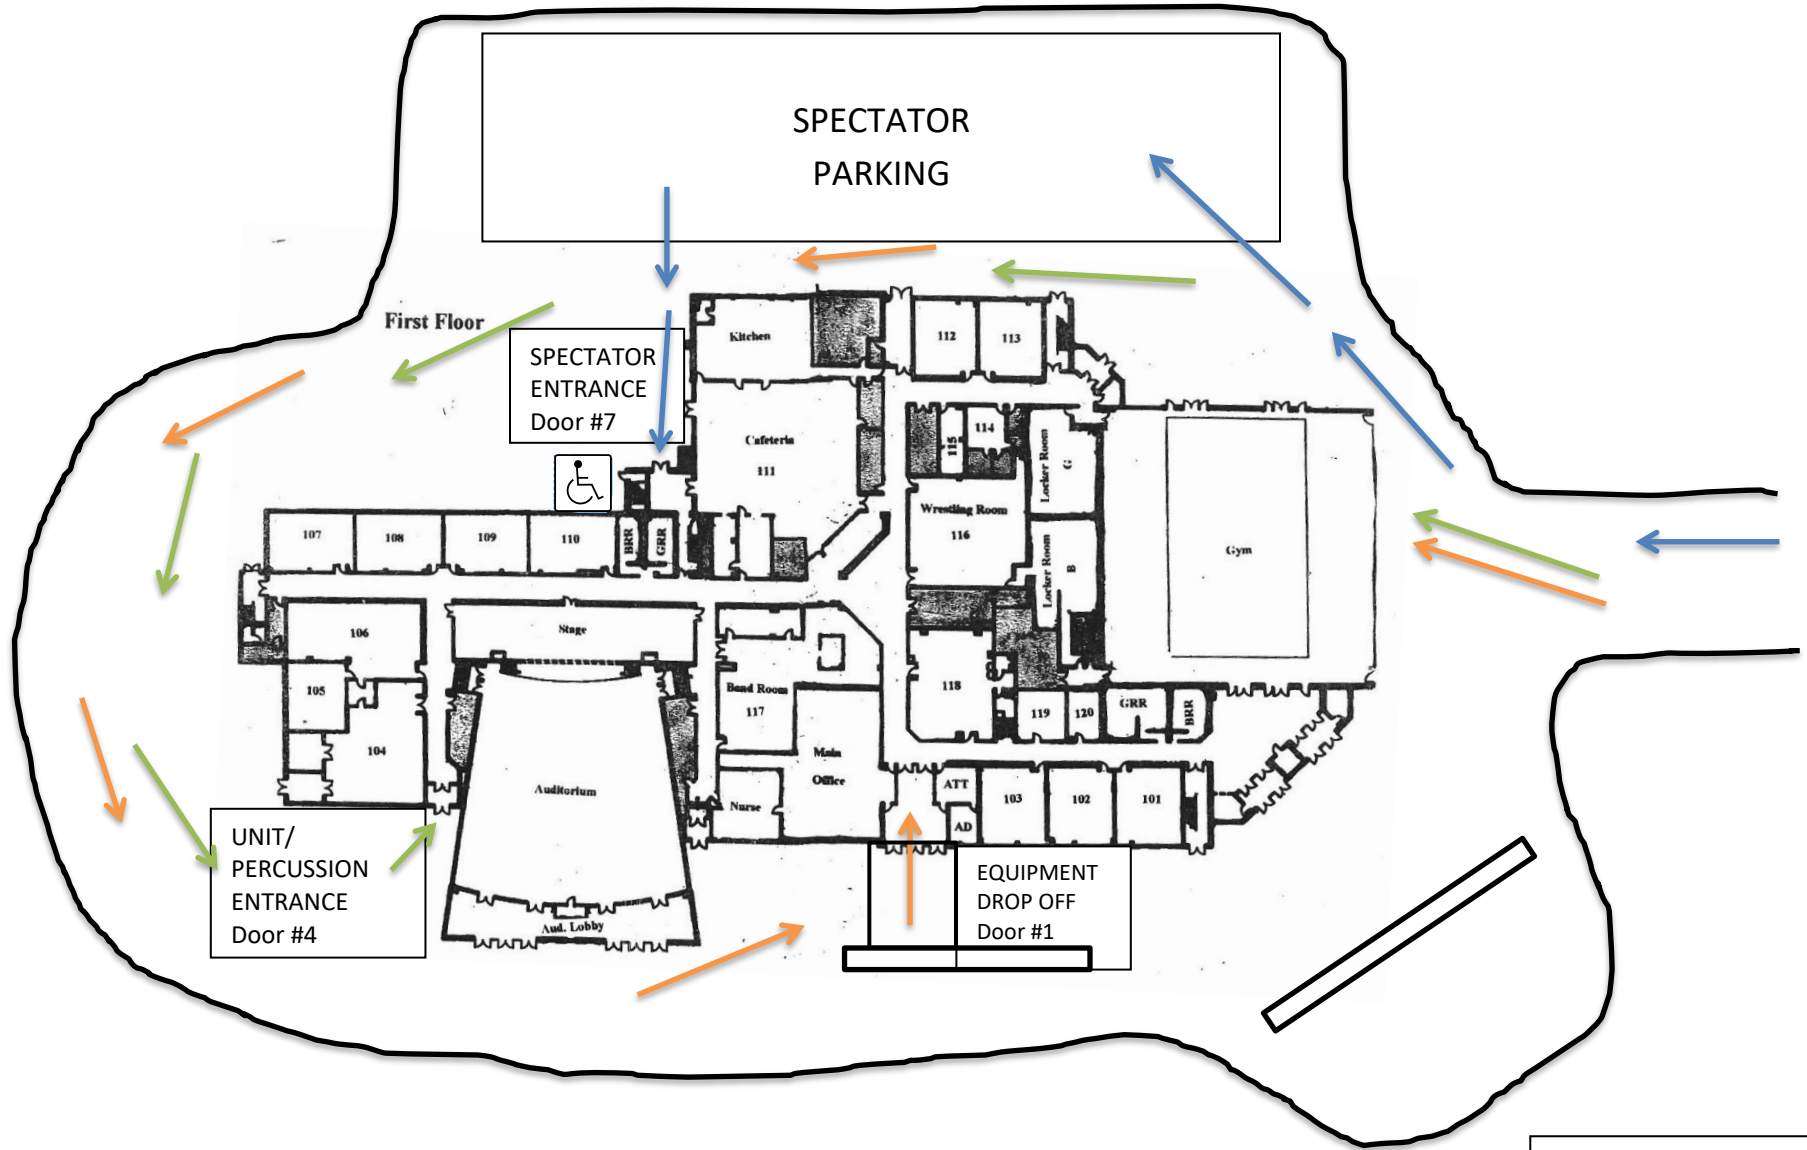 SPECTATOR
PARKING
First Floor
SPECTATOR
ENTRANCE
Door #7
Kitchen
112
113
Cafeteria
111
115
114
Locker Room
G
Wrestling Room
116
Locker Room
B
Gym
107
108
109
110
BRR
GRR
106
Stage
105
104
Band Room
117
118
119
120
GRR
BRR
Main
Office
Auditorium
Nurse
ATT
AD
103
102
101
UNIT/
PERCUSSION
ENTRANCE
Door #4
Aud. Lobby
EQUIPMENT
DROP OFF
Door #1